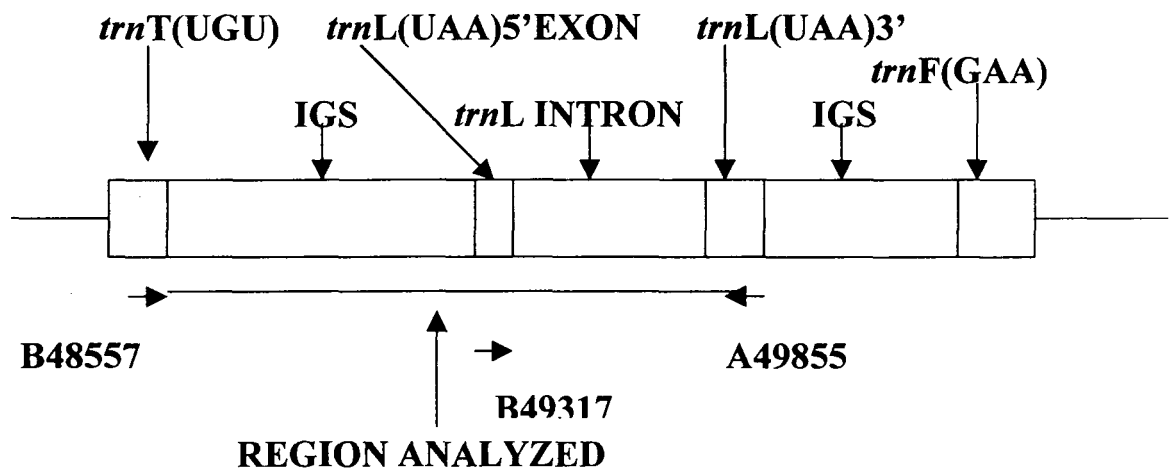 trnT(UGU) trnL(UAA)5’EXON trnL(UAA)3’
trnF(GAA)
IGS trnL INTRON IGS
B48557 A49855
B49317
REGION ANALYZED